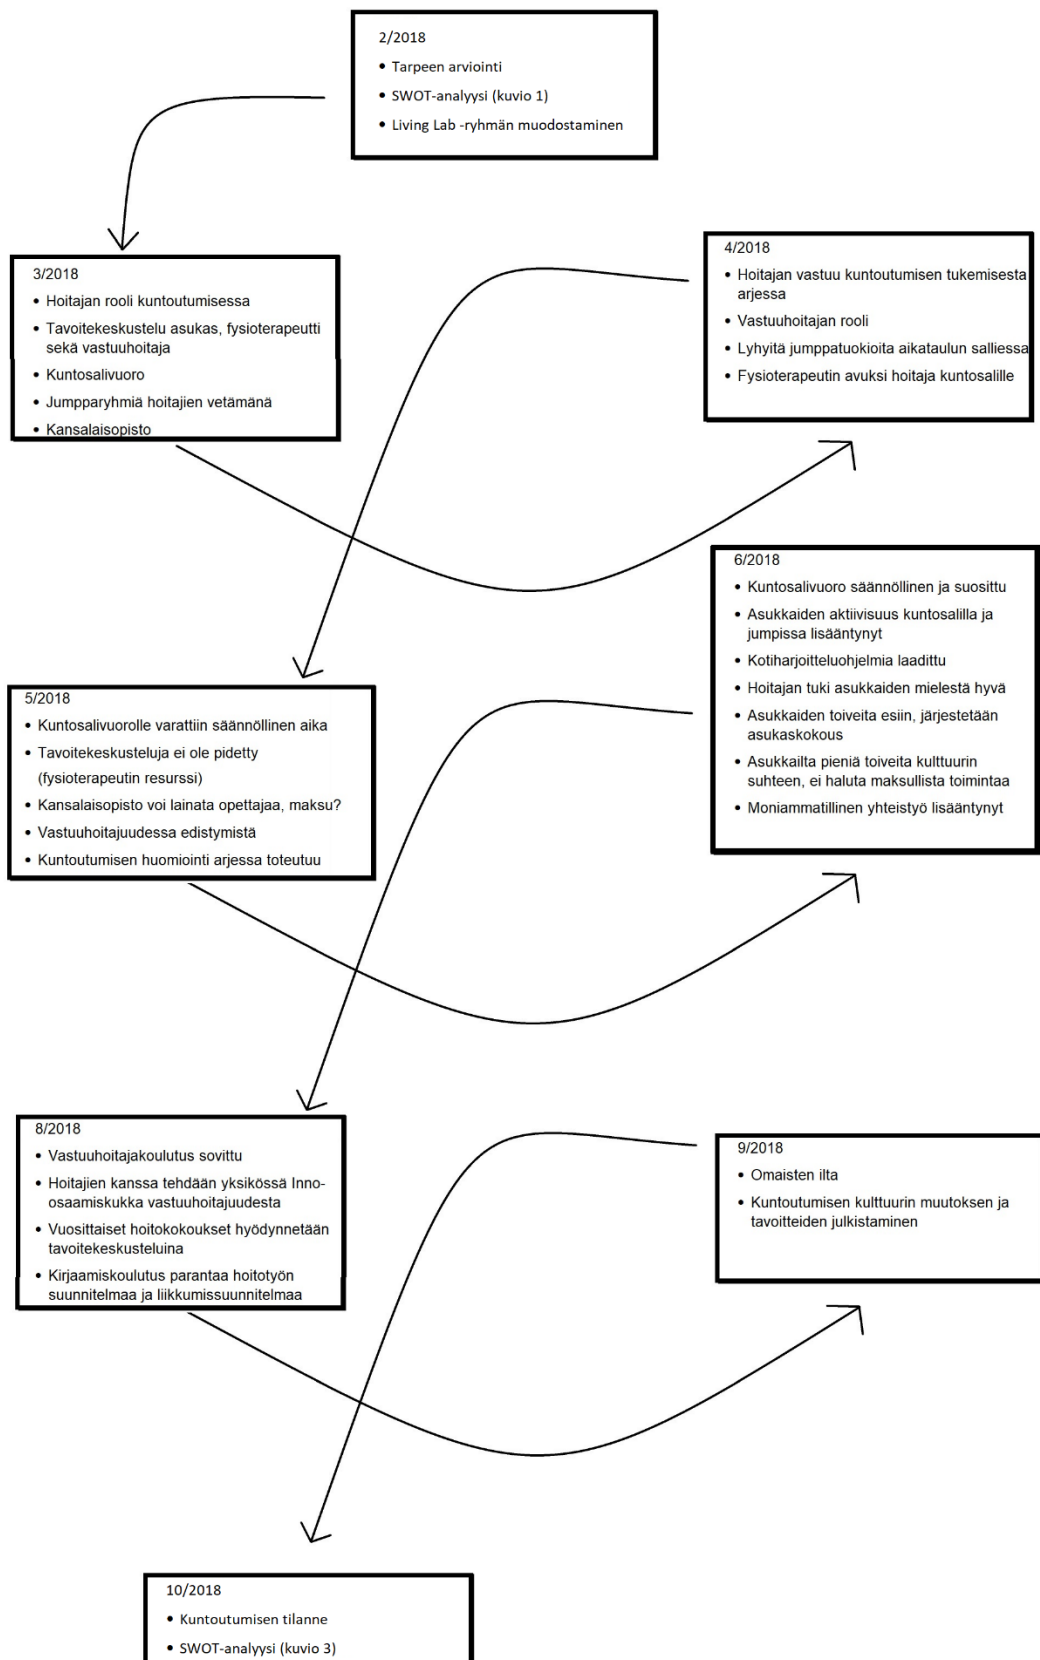 2/2018
• Tarpeen arviointi
• SWOT-analyysi (kuvio 1)
• Living Lab -ryhmän muodostaminen
3/2018
• Hoitajan rooli kuntoutumisessa
• Tavoitekeskustelu asukas, fysioterapeutti
sekä vastuuhoitaja
• Kuntosalivuoro
• Jumpparyhmiä hoitajien vetämänä
• Kansalaisopisto
4/2018
• Hoitajan vastuu kuntoutumisen tukemisesta
arjessa
• Vastuuhoitajan rooli
• Lyhyitä jumppatuokioita aikataulun salliessa
• Fysioterapeutin avuksi hoitaja kuntosalille
5/2018
• Kuntosalivuorolle varattiin säännöllinen aika
• Tavoitekeskusteluja ei ole pidetty
(fysioterapeutin resurssi)
• Kansalaisopisto voi lainata opettajaa, maksu?
• Vastuuhoitajuudessa edistymistä
• Kuntoutumisen huomiointi arjessa toteutuu
6/2018
• Kuntosalivuoro säännöllinen ja suosittu
• Asukkaiden aktiivisuus kuntosalilla ja
jumpissa lisääntynyt
• Kotiharjoitteluohjelmia laadittu
• Hoitajan tuki asukkaiden mielestä hyvä
• Asukkaiden toiveita esiin, järjestetään
asukaskokous
• Asukkailta pieniä toiveita kulttuurin
suhteen, ei haluta maksullista toimintaa
• Moniammatillinen yhteistyö lisääntynyt
8/2018
• Vastuuhoitajakoulutus sovittu
• Hoitajien kanssa tehdään yksikössä Inno-
osaamiskukka vastuuhoitajuudesta
• Vuosittaiset hoitokokoukset hyödynnetään
tavoitekeskusteluina
• Kirjaamiskoulutus parantaa hoitotyön
suunnitelmaa ja liikkumissuunnitelmaa
9/2018
• Omaisten ilta
• Kuntoutumisen kulttuurin muutoksen ja
tavoitteiden julkistaminen
10/2018
• Kuntoutumisen tilanne
• SWOT-analyysi (kuvio 3)